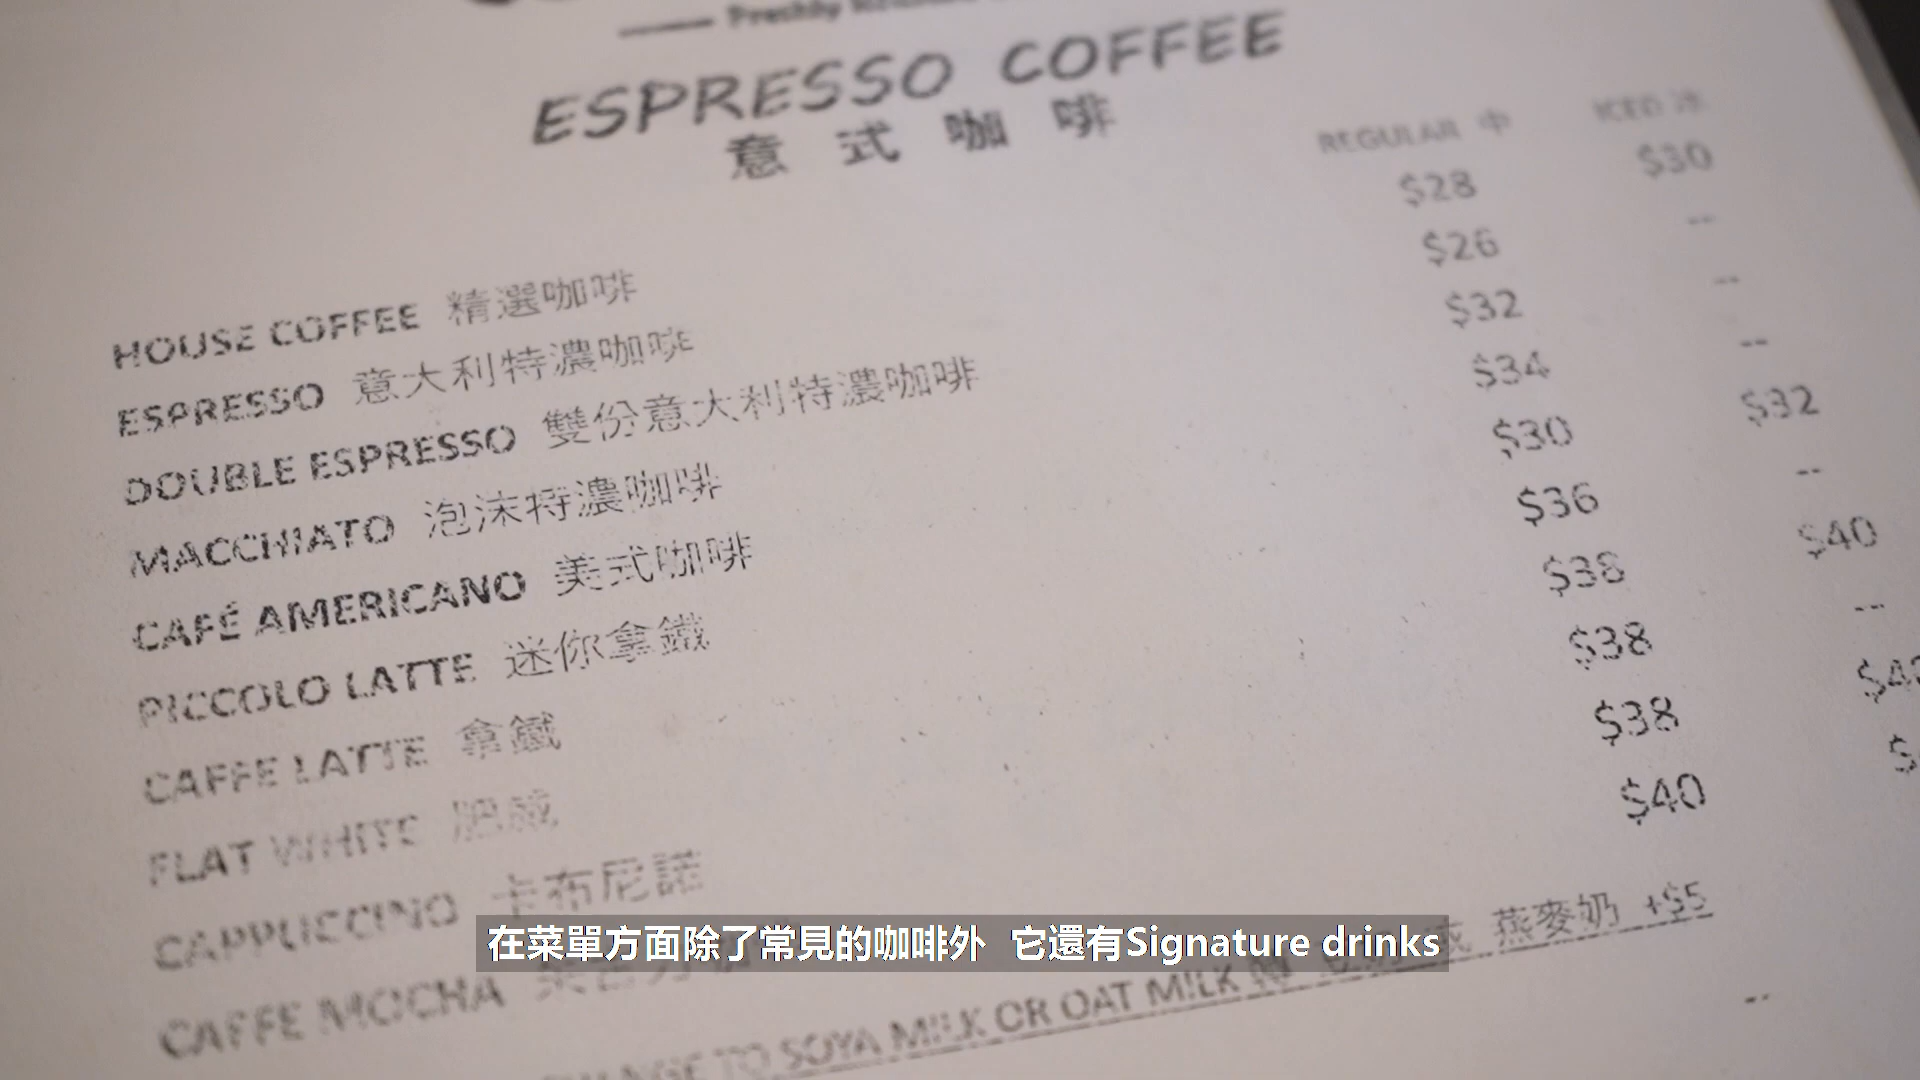 Freshly
ESPRESSO COFFEE
意式咖啡
REGULAR 中 ICED 冰
HOUSE COFFEE 精選咖啡 $28 $30
ESPRESSO 意大利特濃咖啡 $26 --
DOUBLE ESPRESSO 雙份意大利特濃咖啡 $32 --
MACCHIATO 泡沫特濃咖啡 $34 --
CAFÉ AMERICANO 美式咖啡 $30 $32
PICCOLO LATTE 迷你拿鐵 $36 --
CAFFE LATTE 拿鐵 $38 $40
FLAT WHITE $38 --
CAPPUCCINO 卡布尼諾 $38
CAFFE MOCHA $40 $
TO SOYA MILK OR OAT MILK 燕麥奶 +$5
--
在菜單方面除了常見的咖啡外 它還有Signature drinks